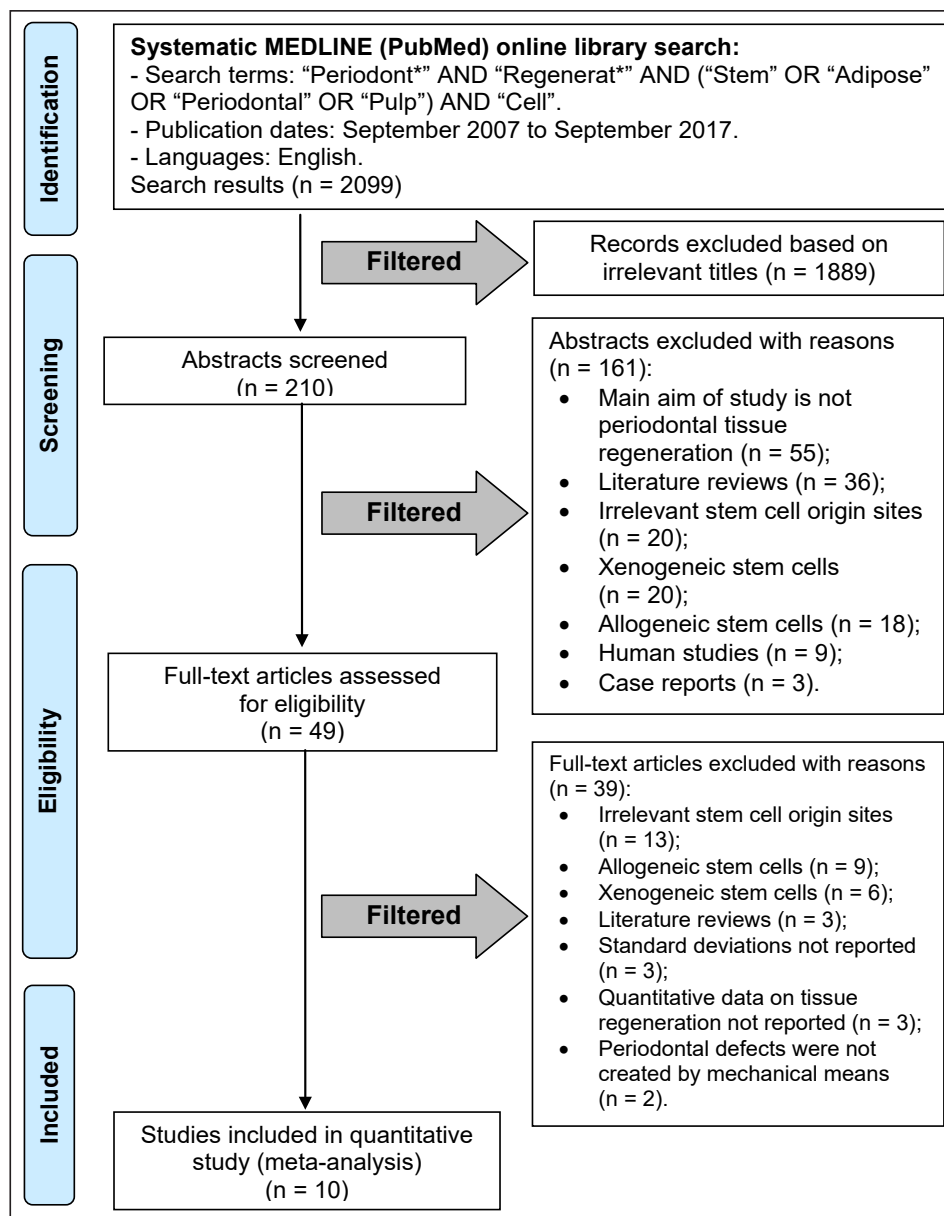 Identification
Systematic MEDLINE (PubMed) online library search:
- Search terms: “Periodont*” AND “Regenerat*” AND (“Stem” OR “Adipose”
OR “Periodontal” OR “Pulp”) AND “Cell”.
- Publication dates: September 2007 to September 2017.
- Languages: English.
Search results (n = 2099)
Filtered
Records excluded based on
irrelevant titles (n = 1889)
Screening
Abstracts screened
(n = 210)
Filtered
Abstracts excluded with reasons
(n = 161):
• Main aim of study is not
periodontal tissue
regeneration (n = 55);
• Literature reviews (n = 36);
• Irrelevant stem cell origin sites
(n = 20);
• Xenogeneic stem cells
(n = 20);
• Allogeneic stem cells (n = 18);
• Human studies (n = 9);
• Case reports (n = 3).
Eligibility
Full-text articles assessed
for eligibility
(n = 49)
Filtered
Full-text articles excluded with reasons
(n = 39):
• Irrelevant stem cell origin sites
(n = 13);
• Allogeneic stem cells (n = 9);
• Xenogeneic stem cells (n = 6);
• Literature reviews (n = 3);
• Standard deviations not reported
(n = 3);
• Quantitative data on tissue
regeneration not reported (n = 3);
• Periodontal defects were not
created by mechanical means
(n = 2).
Included
Studies included in quantitative
study (meta-analysis)
(n = 10)